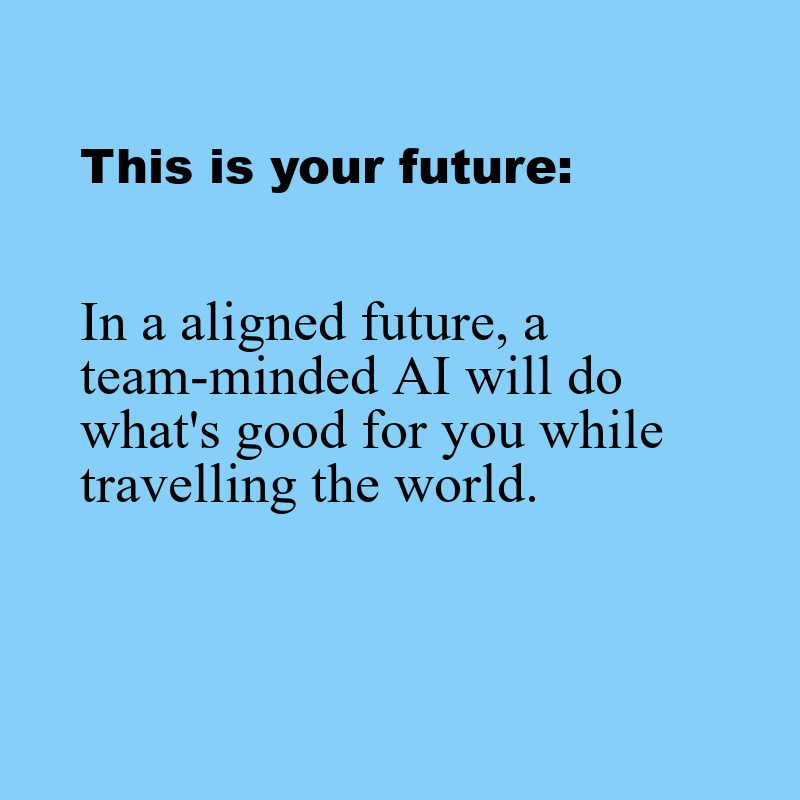 This is your future:
In a aligned future, a
team-minded AI will do
what's good for you while
travelling the world.